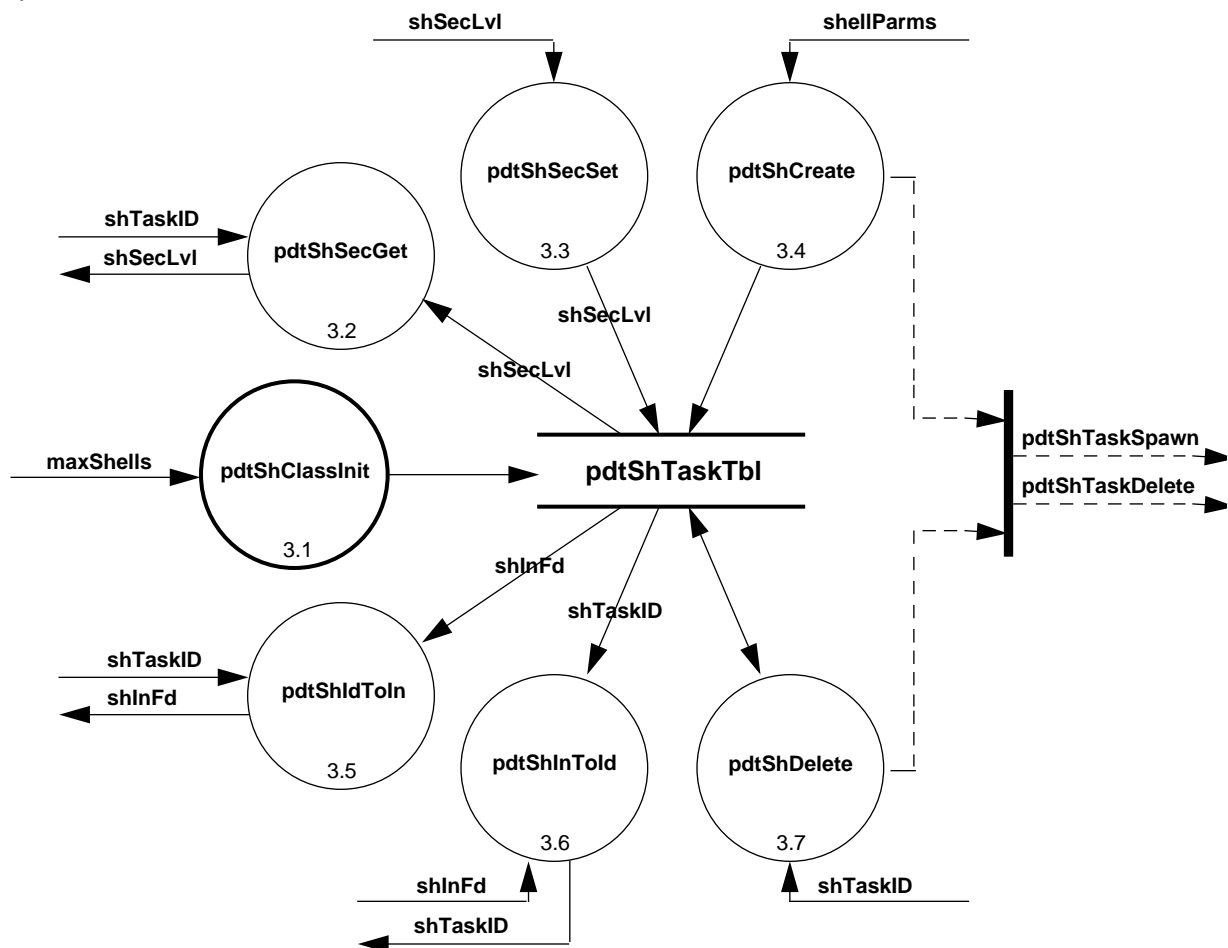 shSecLvl
shellParms
pdtShSecSet
3.3
pdtShCreate
3.4
shTaskID
shSecLvl
pdtShSecGet
3.2
shSecLvl
shSecLvl
maxShells
pdtShClassInit
3.1
pdtShTaskTbl
pdtShTaskSpawn
pdtShTaskDelete
shInFd
shTaskID
shTaskID
shInFd
pdtShIdToIn
3.5
pdtShInToId
3.6
pdtShDelete
3.7
shInFd
shTaskID
shTaskID